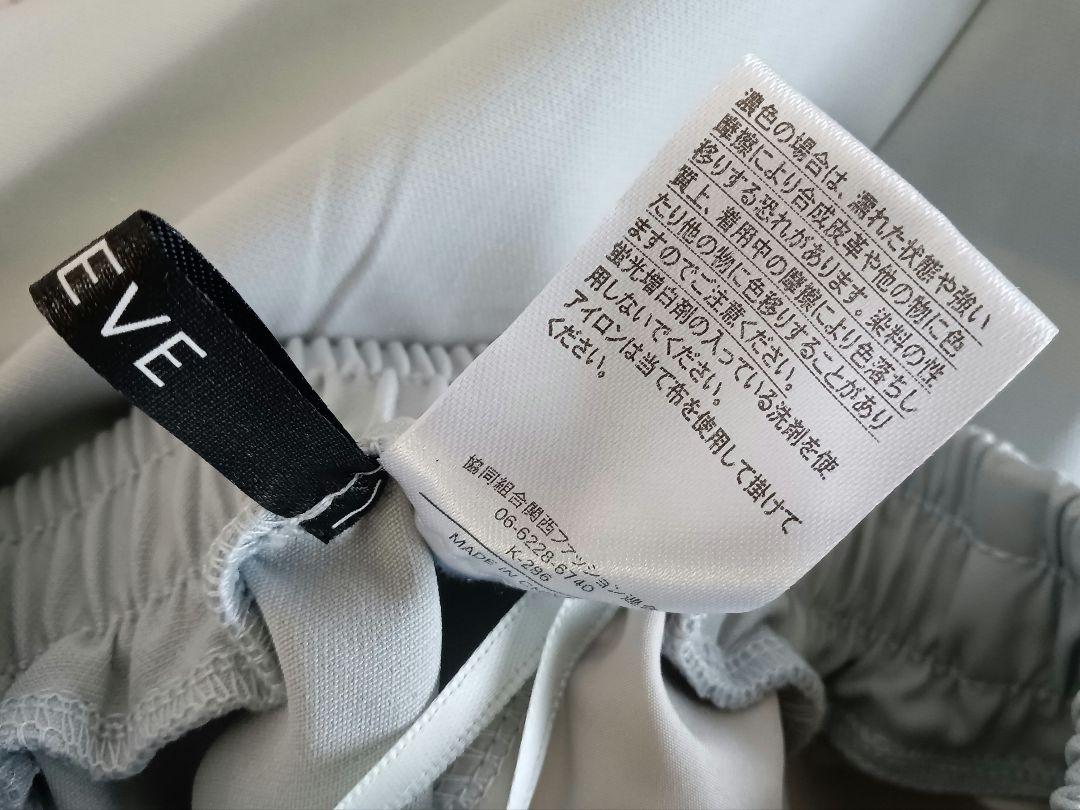 EVE
濃色の場合は、濡れた状態や強い
摩擦により合成皮革や他の物に色
移りする恐れがあります。染料の性
質上、着用中の摩擦により色落ちし
たり他の物に色移りすることがあり
ますのでご注意ください。
蛍光増白剤の入っている洗剤を使
用しないでください。
アイロンは当て布を使用して掛けて
ください。
協同組合関西ファッション連合
06-6228-6740
K-296
MADE IN